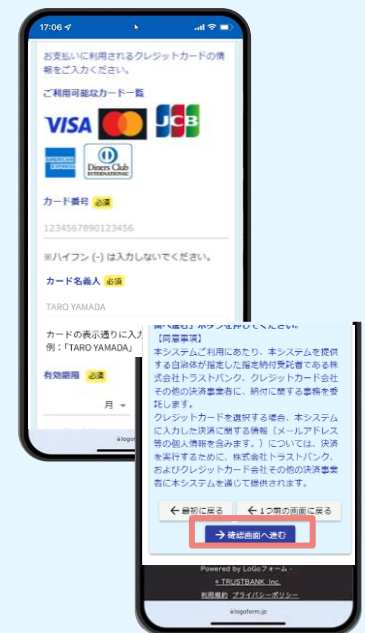 17:06
お支払いに利用されるクレジットカードの情
報をご入力ください。
ご利用可能なカード一覧
VISA
JCB
AMERICAN EXPRESS
Diners Club
INTERNATIONAL
カード番号 必須
1234567890123456
※ハイフン (-) は入力しないでください。
カード名義人 必須
TARO YAMADA
カードの表示通りに入力
例：「TARO YAMADA」
有効期限 必須
月
【同意事項】
本システムご利用にあたり、本システムを提供
する自治体が指定した指定納付受託者である株
式会社トラストバンク、クレジットカード会社
その他の決済事業者に、納付に関する事務を委
託します。
クレジットカードを選択する場合、本システム
に入力した決済に関する情報（メールアドレス
等の個人情報を含みます。）については、決済
を実行するために、株式会社トラストバンク、
およびクレジットカード会社その他の決済事業
者に本システムを通じて提供されます。
←最初に戻る ←1つ前の画面に戻る
→確認画面へ進む
Powered by LoGoフォーム -
© TRUSTBANK, Inc.
利用規約 プライバシーポリシー
logoform.jp